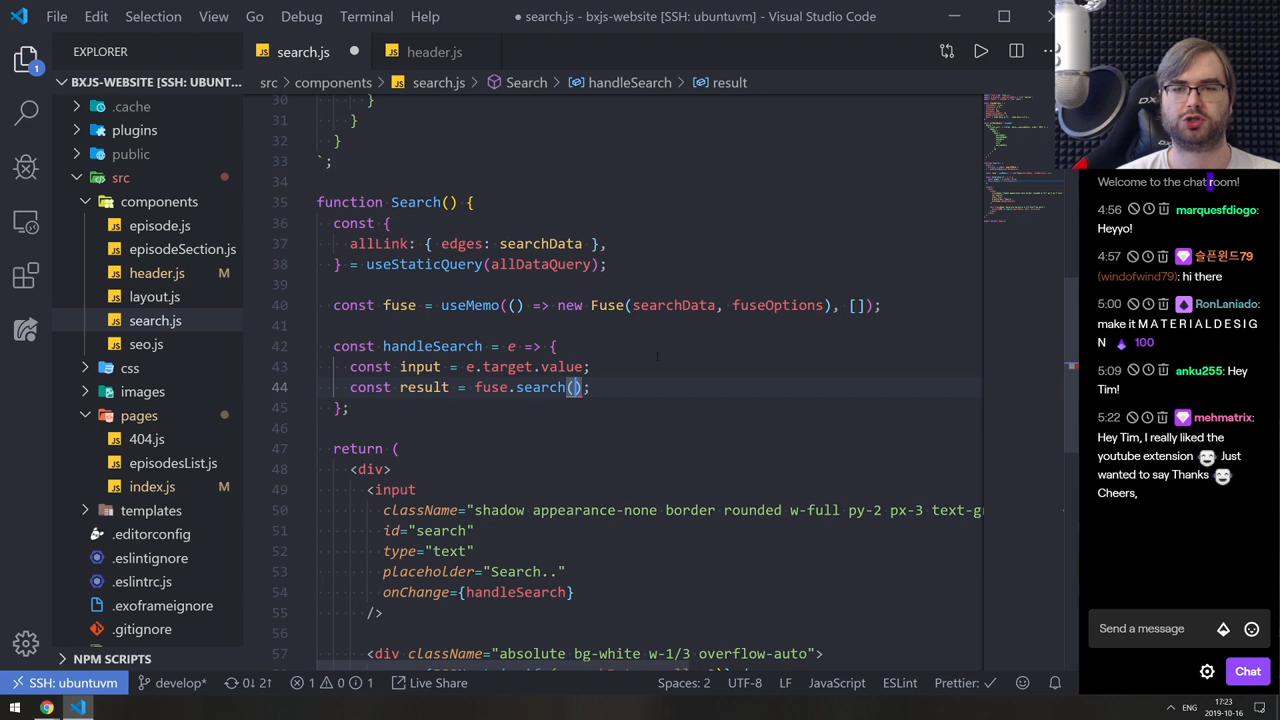 File Edit Selection View Go Debug Terminal Help
● search.js - bxjs-website [SSH: ubuntuvm] - Visual Studio Code
EXPLORER
BXJS-WEBSITE [SSH: UBUNT…
.cache
plugins
public
src
components
episode.js
episodeSection.js
header.js M
layout.js
search.js
seo.js
css
images
pages
404.js
episodesList.js
index.js M
templates
.editorconfig
.eslintignore
.eslintrc.js
.exoframeignore
.gitignore
NPM SCRIPTS
1
JS search.js ●
JS header.js
src > components > JS search.js > Search > handleSearch > result
30 }
31 }
32 }
33 `;
34
35 function Search() {
36 const {
37 allLink: { edges: searchData },
38 } = useStaticQuery(allDataQuery);
39
40 const fuse = useMemo(() => new Fuse(searchData, fuseOptions), []);
41
42 const handleSearch = e => {
43 const input = e.target.value;
44 const result = fuse.search();
45 };
46
47 return (
48 <div>
49 <input
50 className="shadow appearance-none border rounded w-full py-2 px-3 text-g
51 id="search"
52 type="text"
53 placeholder="Search.."
54 onChange={handleSearch}
55 />
56
57 <div className="absolute bg-white w-1/3 overflow-auto">
SSH: ubuntuvm develop* 0↓ 2↑ 1 0 1 Live Share Spaces: 2 UTF-8 LF JavaScript ESLint Prettier: ✓
Welcome to the chat room!
4:56 marquesfdiogo:
Heyyo!
4:57 슬픈윈드79
(windofwind79): hi there
5:00 RonLaniado:
make it M A T E R I A L D E S I G
N 100
5:09 anku255: Hey
Tim!
5:22 mehmatrix:
Hey Tim, I really liked the
youtube extension Just
wanted to say Thanks
Cheers,
Send a message
Chat
ENG
17:23
2019-10-16